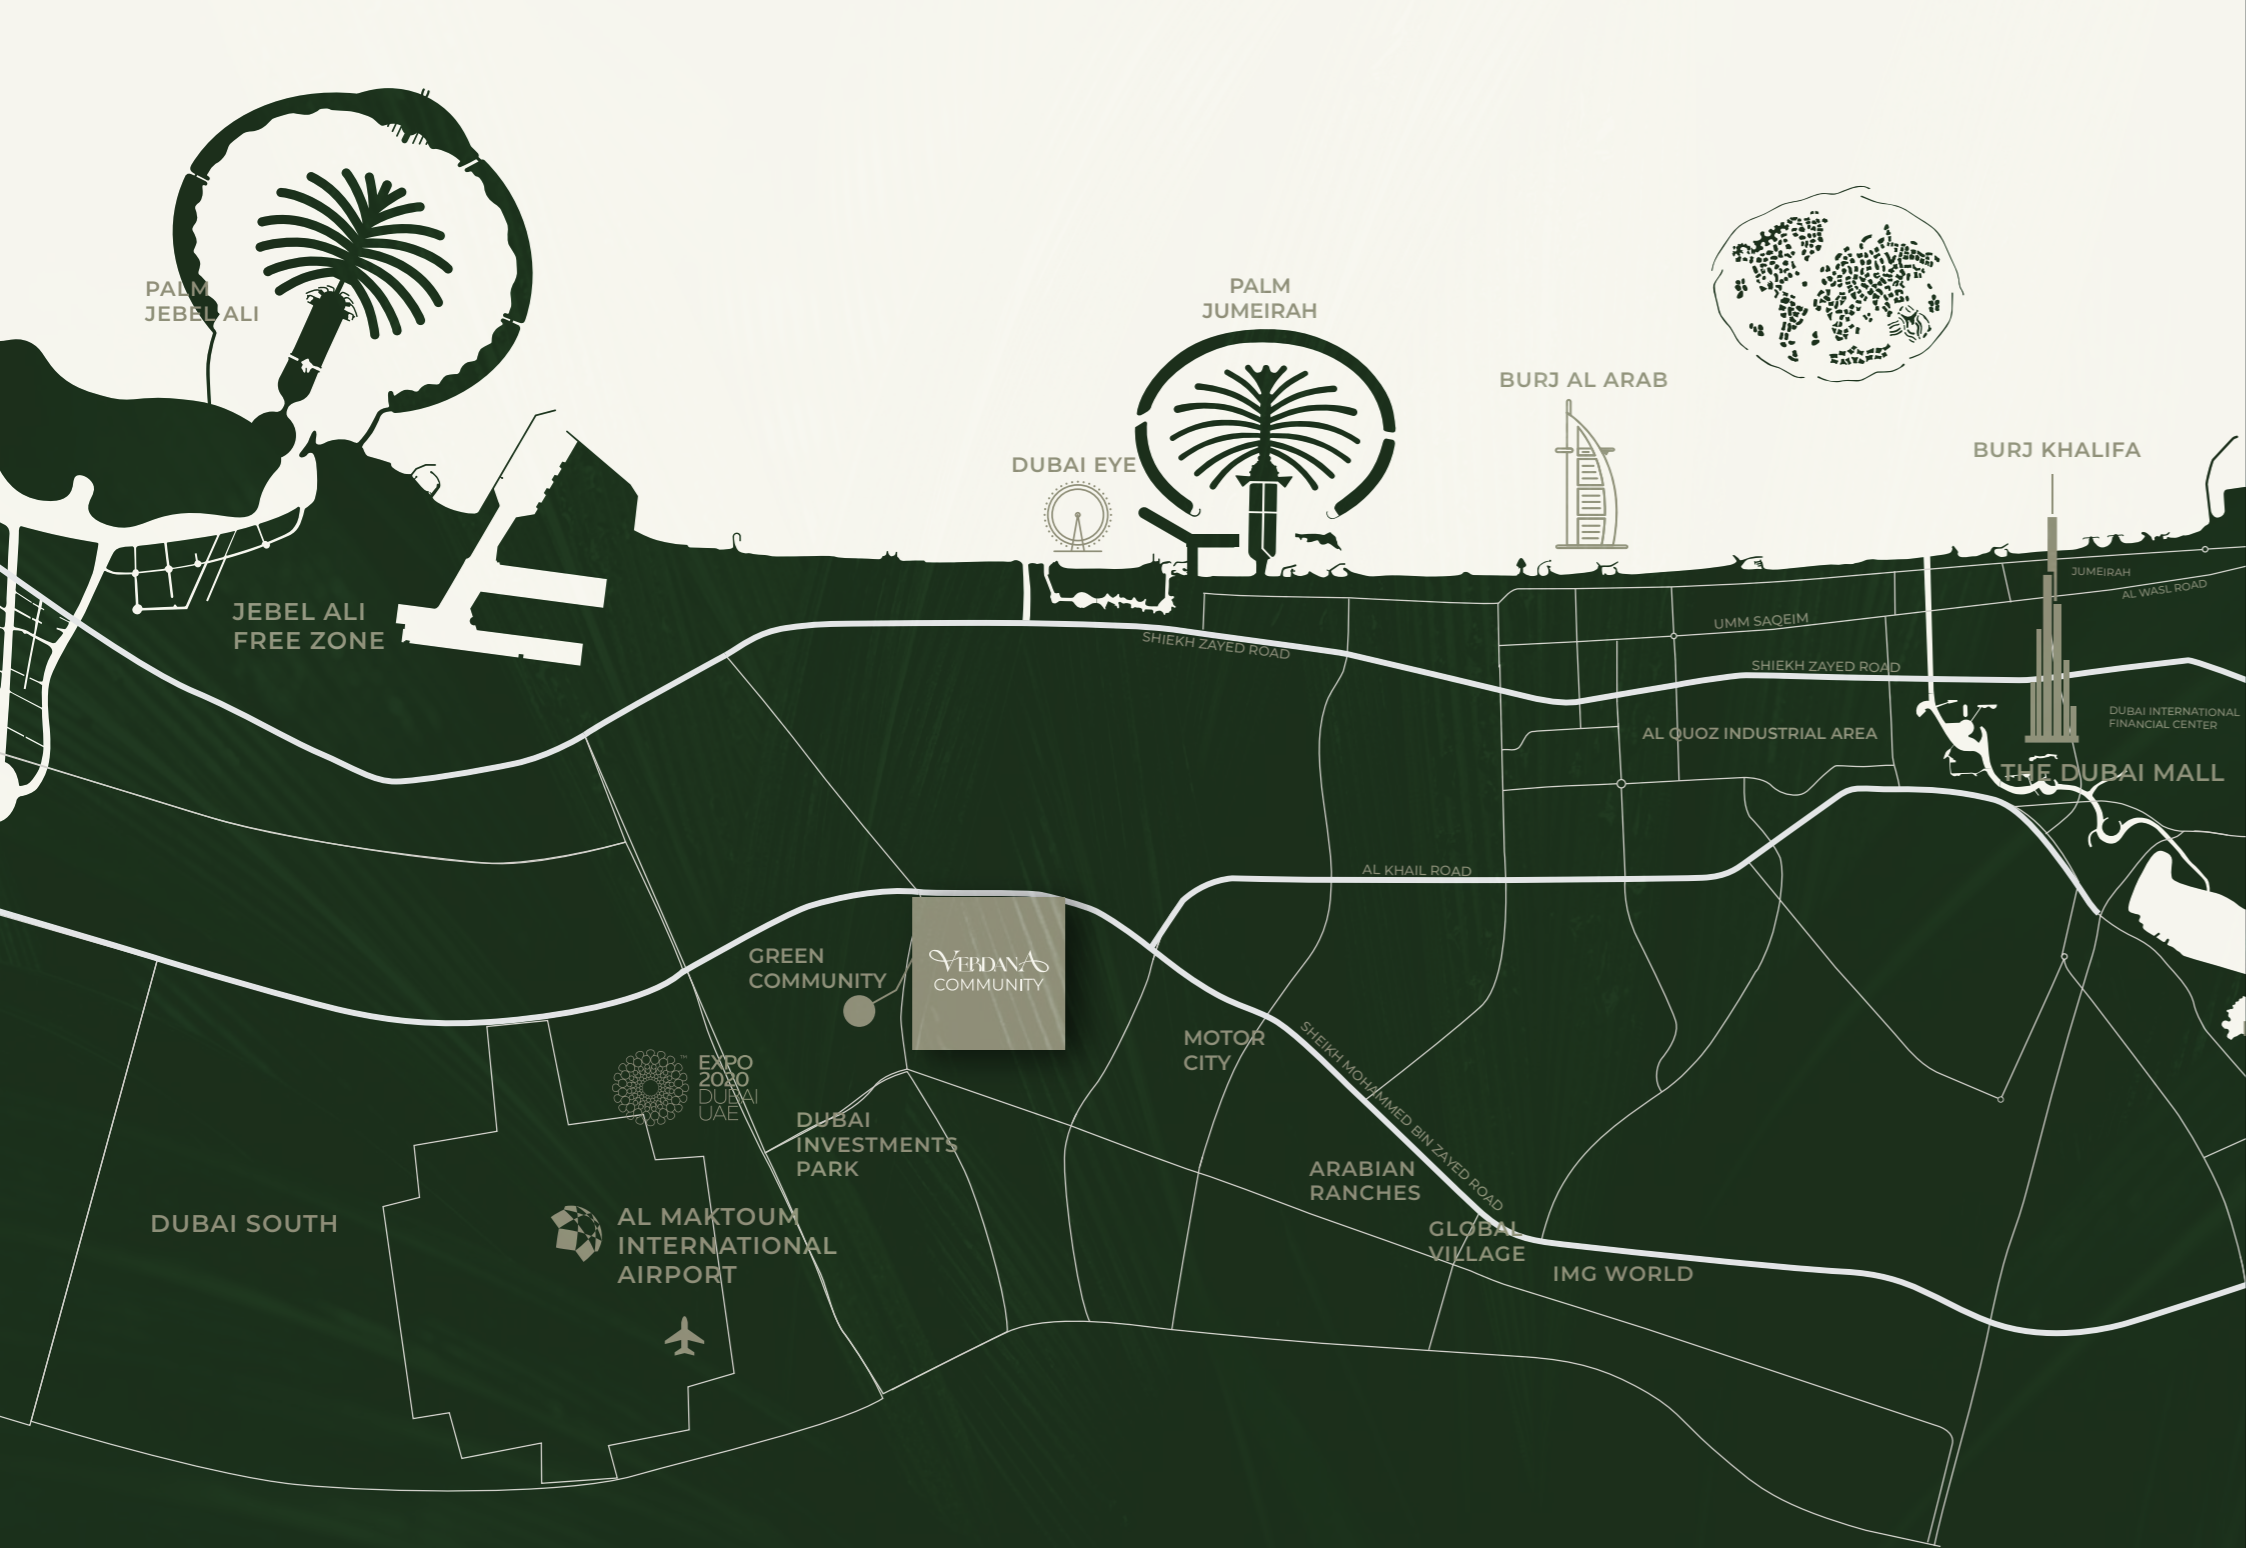 PALM
JEBEL ALI
PALM
JUMEIRAH
BURJ AL ARAB
BURJ KHALIFA
DUBAI EYE
JEBEL ALI
FREE ZONE
JUMEIRAH
AL WASL ROAD
UMM SAQEIM
SHIEKH ZAYED ROAD
SHIEKH ZAYED ROAD
DUBAI INTERNATIONAL
FINANCIAL CENTER
AL QUOZ INDUSTRIAL AREA
THE DUBAI MALL
AL KHAIL ROAD
GREEN
COMMUNITY
VERDANA
COMMUNITY
MOTOR
CITY
SHEIKH MOHAMMED BIN ZAYED ROAD
EXPO
2020
DUBAI
UAE
™
DUBAI
INVESTMENTS
PARK
ARABIAN
RANCHES
DUBAI SOUTH
AL MAKTOUM
INTERNATIONAL
AIRPORT
GLOBAL
VILLAGE
IMG WORLD